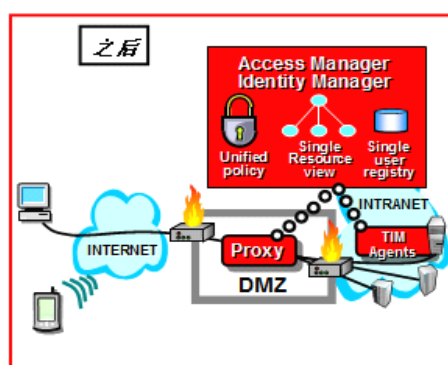 之后
Access Manager
Identity Manager
Unified
policy
Single
Resource
view
Single
user
registry
INTRANET
INTERNET
Proxy
TIM
Agents
DMZ